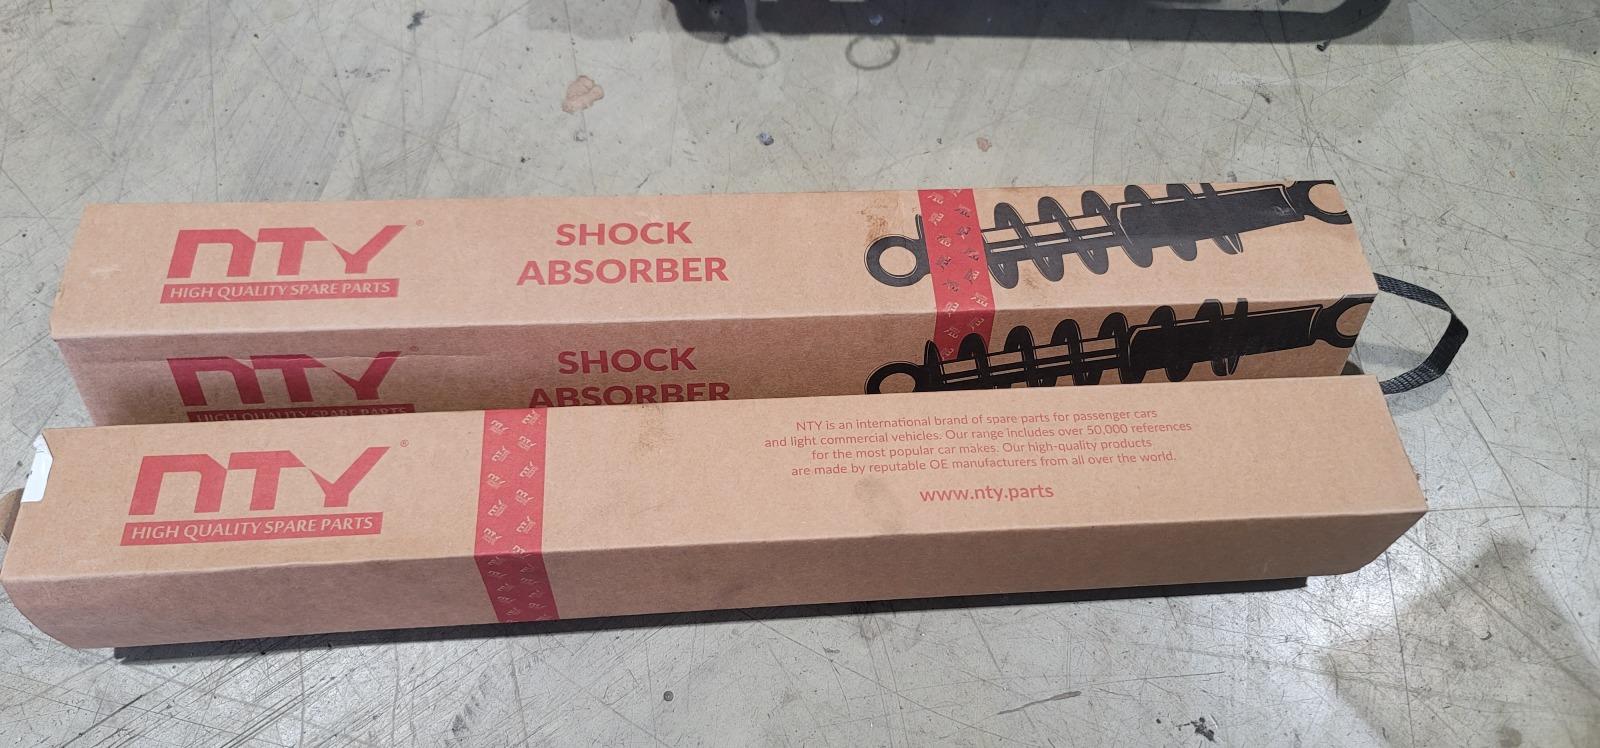 NTY®
HIGH QUALITY SPARE PARTS
SHOCK
ABSORBER
NTY
HIGH QUALITY SPARE PARTS
SHOCK
ABSORBER
NTY®
HIGH QUALITY SPARE PARTS
NTY is an international brand of spare parts for passenger cars
and light commercial vehicles. Our range includes over 50,000 references
for the most popular car makes. Our high-quality products
are made by reputable OE manufacturers from all over the world.
www.nty.parts